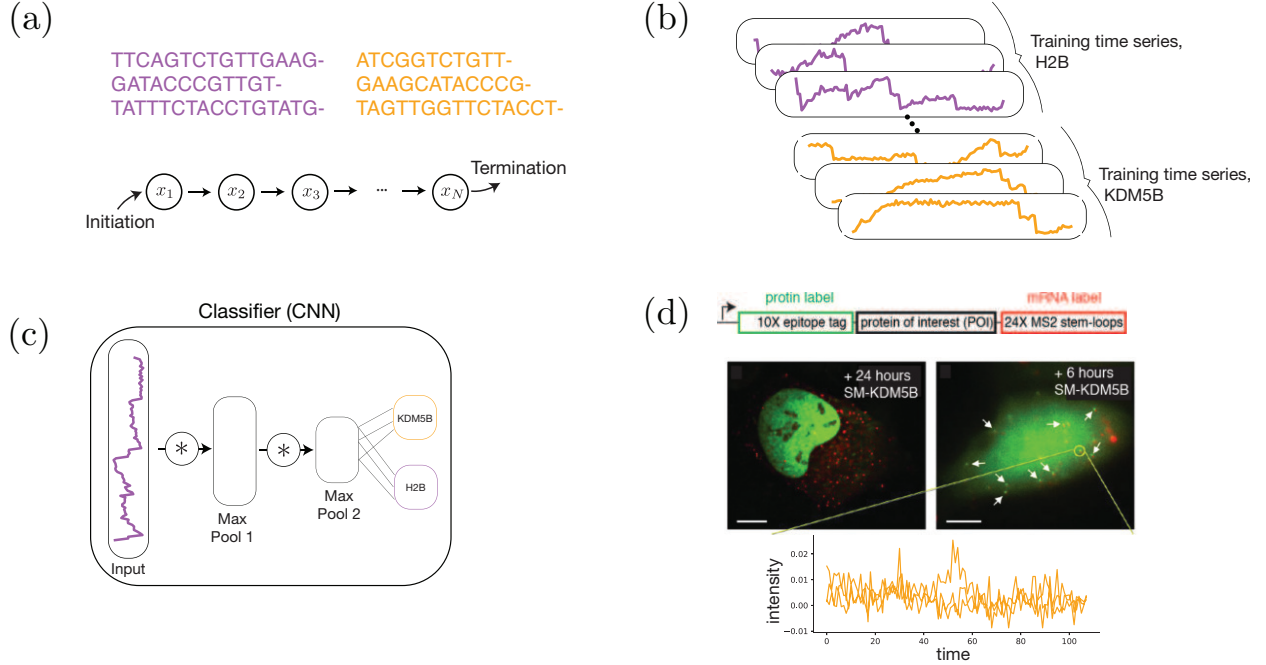 (a)
TTCAGTCTGTTGAAG-
GATACCCGTTGT-
TATTTCTACCTGTATG-
ATCGGTCTGTT-
GAAGCATACCCG-
TAGTTGGTTCTACCT-
Initiation
x1
x2
x3
...
xN
Termination
(b)
Training time series,
H2B
Training time series,
KDM5B
(c)
Classifier (CNN)
Input
*
Max
Pool 1
*
Max
Pool 2
KDM5B
H2B
(d)
protin label
mRNA label
10X epitope tag
protein of interest (POI)
24X MS2 stem-loops
+ 24 hours
SM-KDM5B
+ 6 hours
SM-KDM5B
intensity
0.02
0.01
0.00
−0.01
0
20
40
60
80
100
time